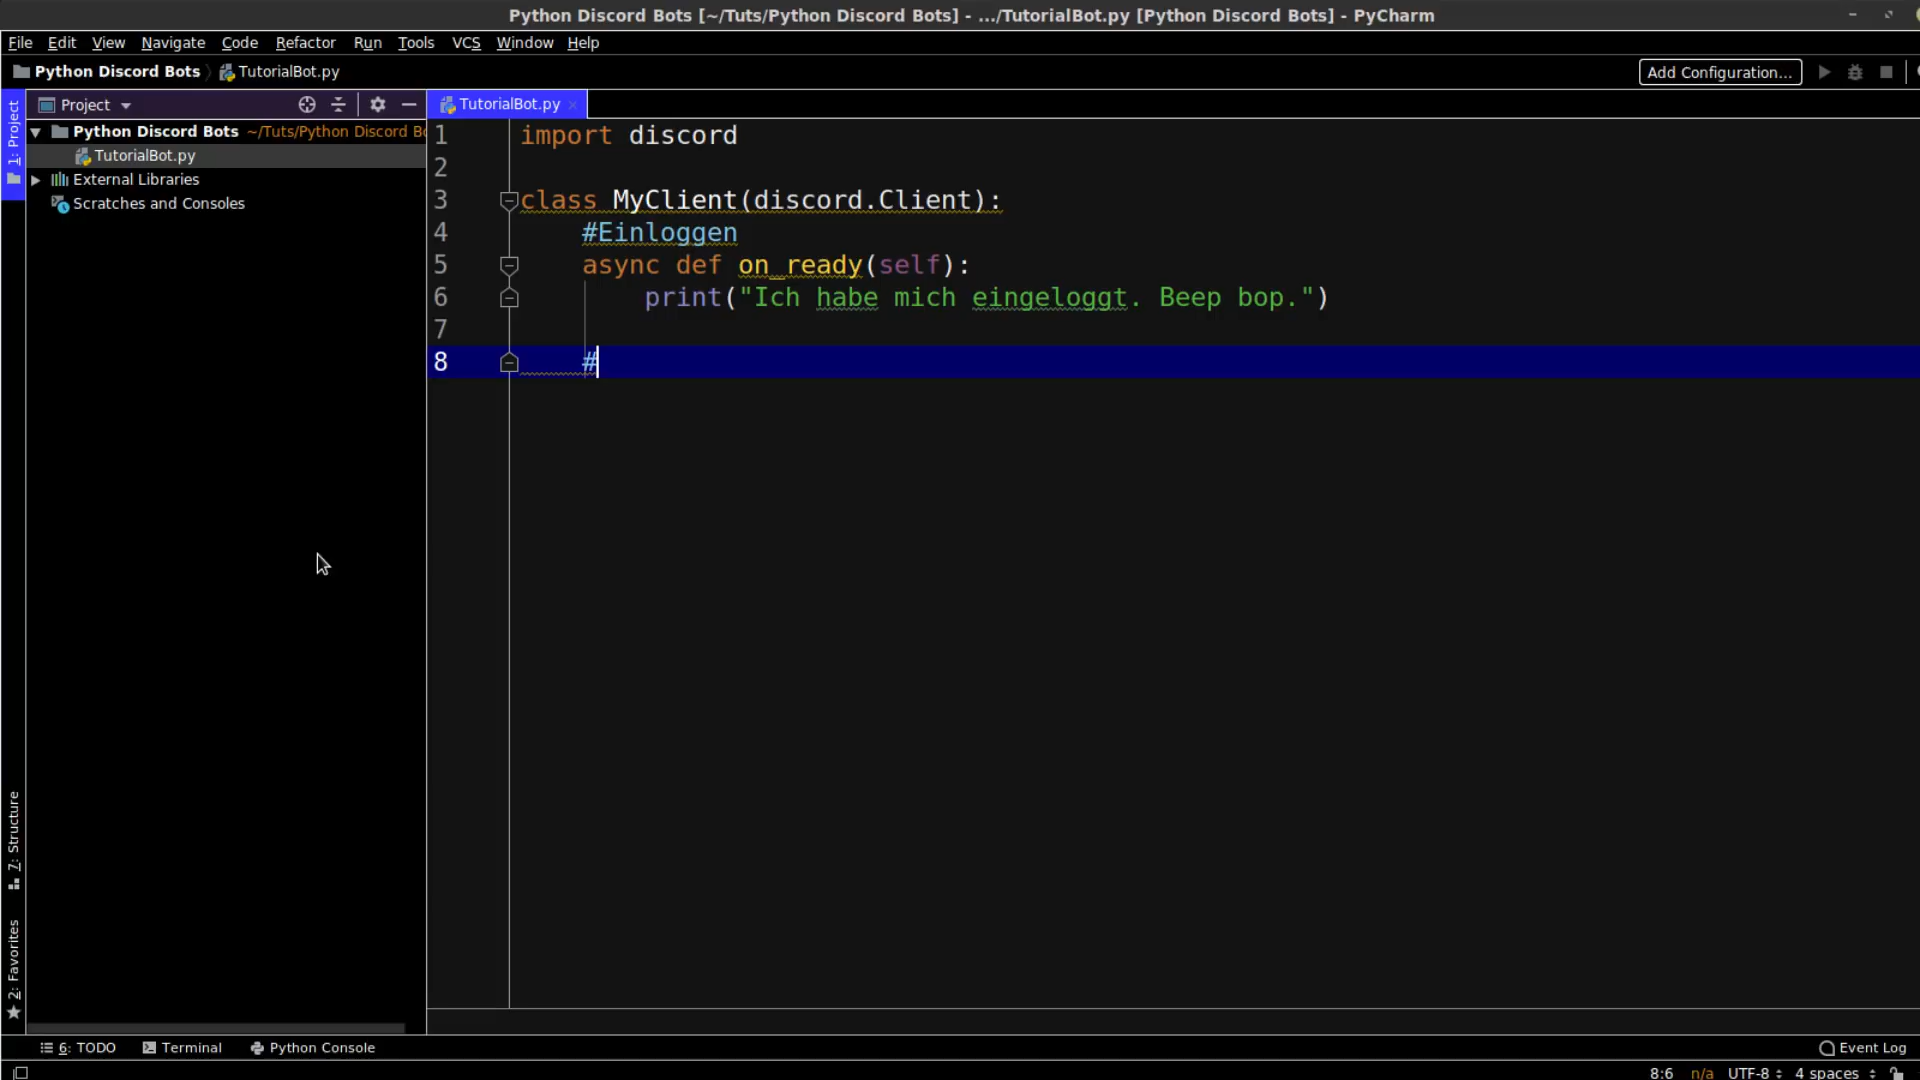 Python Discord Bots [~/Tuts/Python Discord Bots] - .../TutorialBot.py [Python Discord Bots] - PyCharm
File Edit View Navigate Code Refactor Run Tools VCS Window Help
Python Discord Bots TutorialBot.py Add Configuration...
1: Project
Project
Python Discord Bots ~/Tuts/Python Discord Bo
TutorialBot.py
External Libraries
Scratches and Consoles
TutorialBot.py
1 import discord
2
3 class MyClient(discord.Client):
4 #Einloggen
5 async def on_ready(self):
6 print("Ich habe mich eingeloggt. Beep bop.")
7
8 #
7: Structure
2: Favorites
6: TODO Terminal Python Console Event Log
8:6 n/a UTF-8 4 spaces